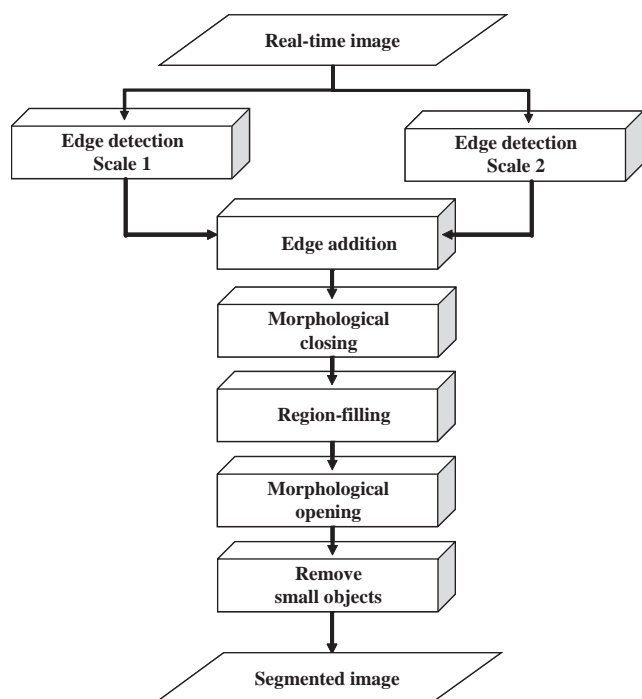 Real-time image
Edge detection
Scale 1
Edge detection
Scale 2
Edge addition
Morphological
closing
Region-filling
Morphological
opening
Remove
small objects
Segmented image